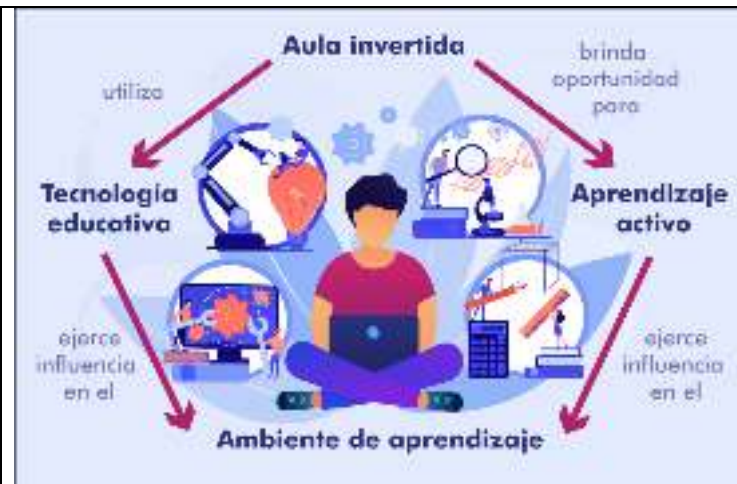 Aula invertida
utiliza
brinda
oportunidad
para
Tecnología
educativa
Aprendizaje
activo
ejerce
influencia
en el
ejerce
influencia
en el
Ambiente de aprendizaje